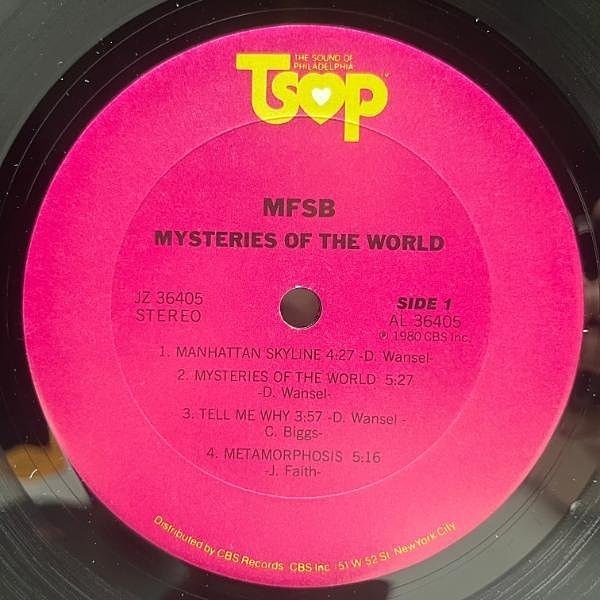 THE SOUND OF
PHILADELPHIA
TSOP
MFSB
MYSTERIES OF THE WORLD
JZ 36405
STEREO
SIDE 1
AL 36405
℗ 1980 CBS Inc.
1. MANHATTAN SKYLINE 4:27 -D. Wansel-
2. MYSTERIES OF THE WORLD 5:27
-D. Wansel-
3. TELL ME WHY 3:57 -D. Wansel -
C. Biggs-
4. METAMORPHOSIS 5:16
-J. Faith-
Distributed by CBS Records CBS Inc. 51 W 52 St. New York City